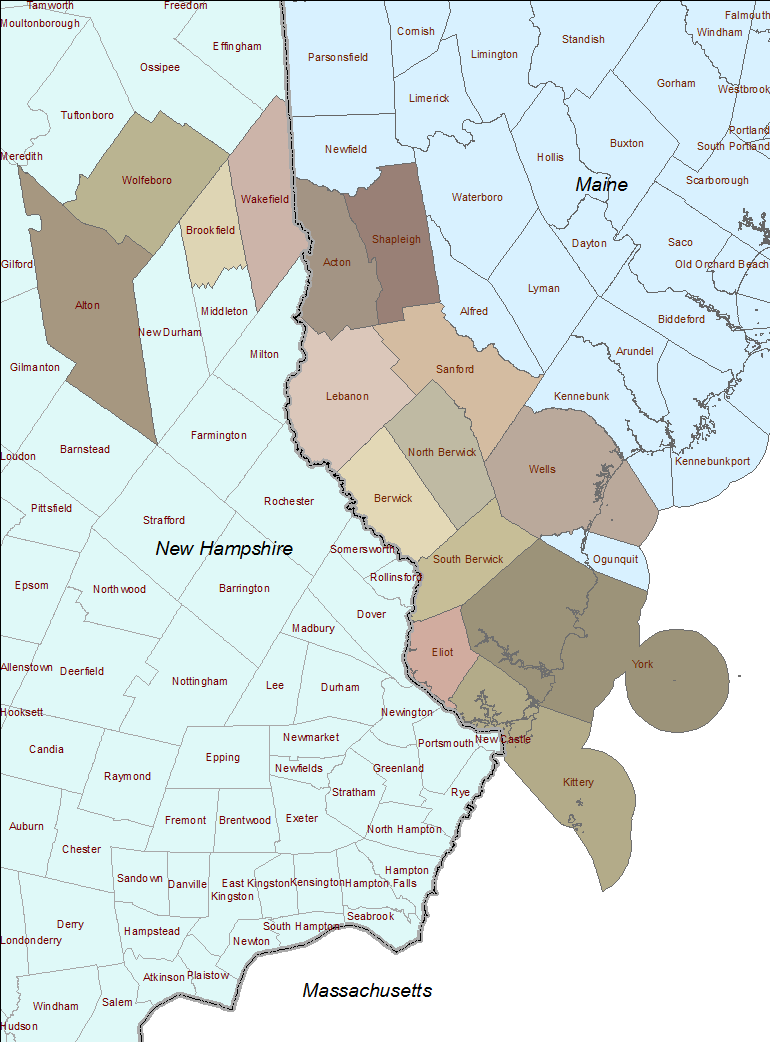 Tamworth
Freedom
Moultonborough
Effingham
Ossipee
Tuftonboro
Meredith
Wolfeboro
Brookfield
Wakefield
Gilford
Alton
New Durham
Middleton
Milton
Gilmanton
Farmington
Barnstead
Loudon
Rochester
Pittsfield
Strafford
New Hampshire
Somersworth
Rollinsford
Epsom
Northwood
Barrington
Dover
Madbury
Allenstown
Deerfield
Nottingham
Lee
Durham
Newington
Hooksett
Candia
Newmarket
Portsmouth
New Castle
Epping
Newfields
Greenland
Raymond
Stratham
Rye
Auburn
Fremont
Brentwood
Exeter
North Hampton
Chester
Sandown
Danville
East Kingston
Kensington
Hampton Falls
Hampton
Kingston
Seabrook
Derry
Hampstead
South Hampton
Londonderry
Newton
Atkinson
Plaistow
Windham
Salem
Hudson
Massachusetts
Maine
Cornish
Parsonsfield
Limington
Standish
Falmouth
Windham
Limerick
Gorham
Westbrook
Portland
South Portland
Newfield
Hollis
Buxton
Scarborough
Waterboro
Shapleigh
Acton
Dayton
Saco
Old Orchard Beach
Lyman
Alfred
Biddeford
Arundel
Sanford
Lebanon
Kennebunk
North Berwick
Wells
Kennebunkport
Berwick
South Berwick
Ogunquit
Eliot
York
Kittery